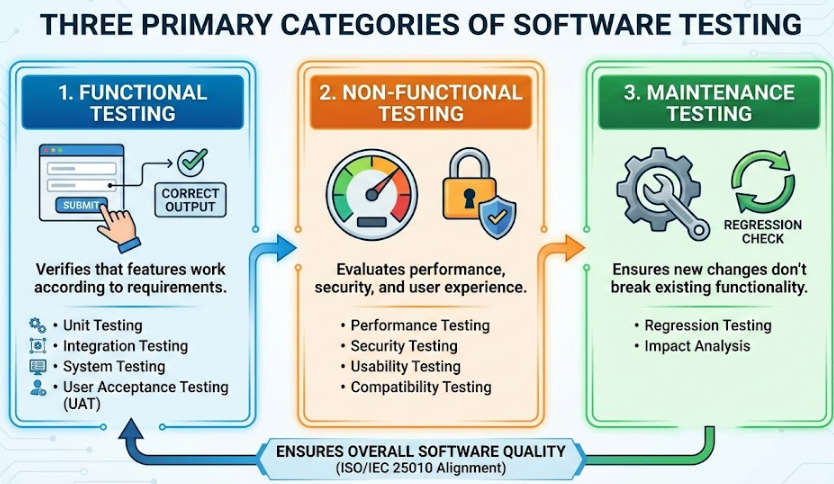 THREE PRIMARY CATEGORIES OF SOFTWARE TESTING
1. FUNCTIONAL
TESTING
SUBMIT
CORRECT
OUTPUT
Verifies that features work
according to requirements.
• Unit Testing
• Integration Testing
• System Testing
• User Acceptance Testing
(UAT)
2. NON-FUNCTIONAL
TESTING
Evaluates performance,
security, and user experience.
• Performance Testing
• Security Testing
• Usability Testing
• Compatibility Testing
3. MAINTENANCE
TESTING
REGRESSION
CHECK
Ensures new changes don't
break existing functionality.
• Regression Testing
• Impact Analysis
ENSURES OVERALL SOFTWARE QUALITY
(ISO/IEC 25010 Alignment)